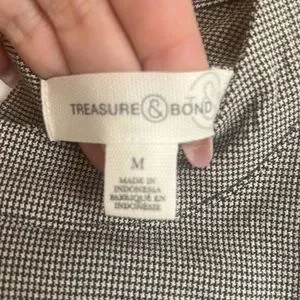 TREASURE & BOND
M
MADE IN
INDONESIA
FABRIQUÉ EN
INDONÉSIE